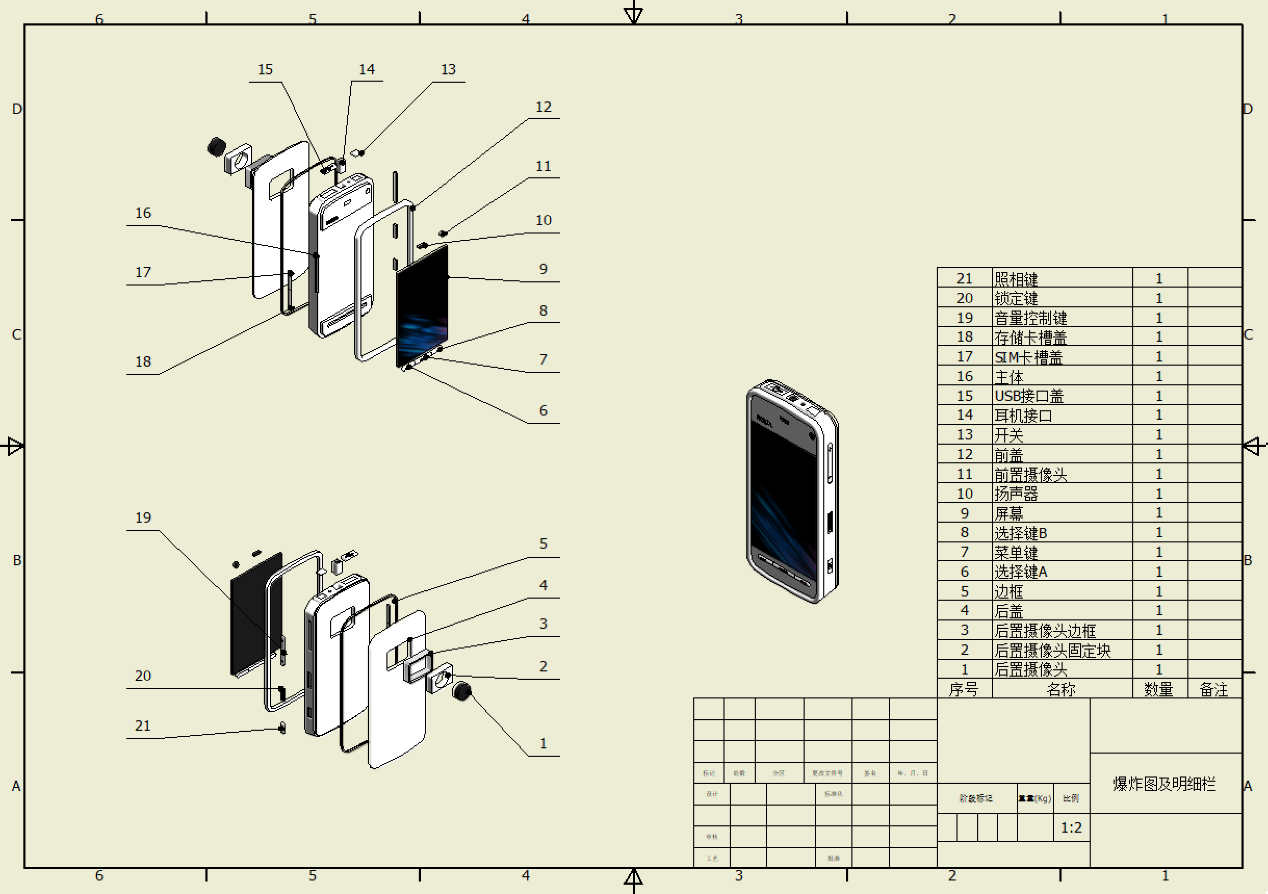 6 5 4 3 2 1
D D
C C
B B
A A
15 14 13
12
11
16
10
17
9
8
18
7
6
19
5
4
3
20
2
21
1
21 照相键 1
20 锁定键 1
19 音量控制键 1
18 存储卡槽盖 1
17 SIM卡槽盖 1
16 主体 1
15 USB接口盖 1
14 耳机接口 1
13 开关 1
12 前盖 1
11 前置摄像头 1
10 扬声器 1
9 屏幕 1
8 选择键B 1
7 菜单键 1
6 选择键A 1
5 边框 1
4 后盖 1
3 后置摄像头边框 1
2 后置摄像头固定块 1
1 后置摄像头 1
序号 名称 数量 备注
标记 处数 分区 更改文件号 签名 年、月、日
设计 标准化
阶段标记 重量(Kg) 比例
爆炸图及明细栏
1:2
审核
工艺 批准
6 5 4 3 2 1